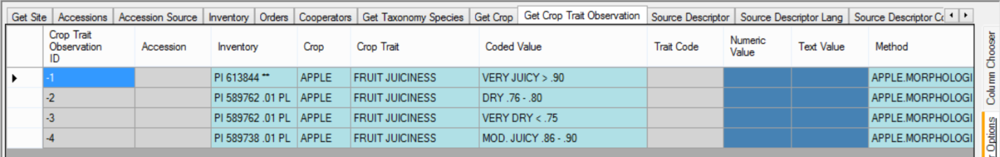 Get Site Accessions Accession Source Inventory Orders Cooperators Get Taxonomy Species Get Crop Get Crop Trait Observation Source Descriptor Source Descriptor Lang Source Descriptor Co
Crop Trait Observation ID Accession Inventory Crop Crop Trait Coded Value Trait Code Numeric Value Text Value Method
-1 PI 613844 ** APPLE FRUIT JUICINESS VERY JUICY > .90 APPLE.MORPHOLOGI
-2 PI 589762 .01 PL APPLE FRUIT JUICINESS DRY .76 - .80 APPLE.MORPHOLOGI
-3 PI 589762 .01 PL APPLE FRUIT JUICINESS VERY DRY < .75 APPLE.MORPHOLOGI
-4 PI 589738 .01 PL APPLE FRUIT JUICINESS MOD. JUICY .86 - .90 APPLE.MORPHOLOGI
Column Chooser
r Options